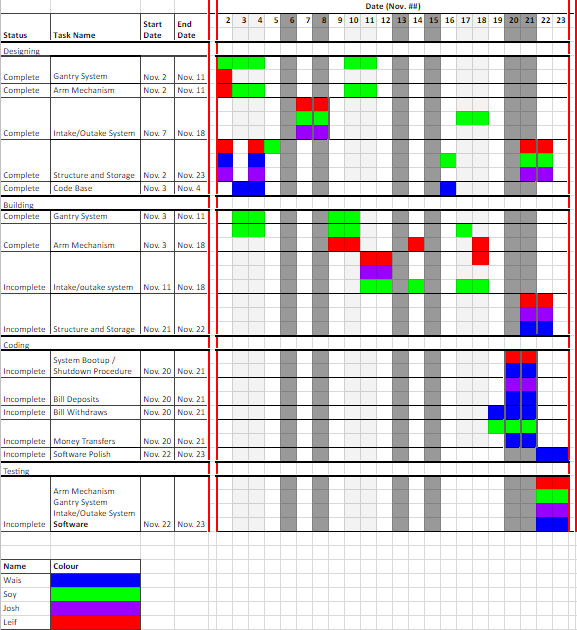 Date (Nov. ##)
Status Task Name Start Date End Date 2 3 4 5 6 7 8 9 10 11 12 13 14 15 16 17 18 19 20 21 22 23
Designing
Complete Gantry System Nov. 2 Nov. 11
Complete Arm Mechanism Nov. 2 Nov. 11
Complete Intake/Outake System Nov. 7 Nov. 18
Complete Structure and Storage Nov. 2 Nov. 23
Complete Code Base Nov. 3 Nov. 4
Building
Complete Gantry System Nov. 3 Nov. 11
Complete Arm Mechanism Nov. 3 Nov. 18
Incomplete Intake/outake system Nov. 11 Nov. 18
Incomplete Structure and Storage Nov. 21 Nov. 22
Coding
System Bootup /
Incomplete Shutdown Procedure Nov. 20 Nov. 21
Incomplete Bill Deposits Nov. 20 Nov. 21
Incomplete Bill Withdraws Nov. 20 Nov. 21
Incomplete Money Transfers Nov. 20 Nov. 21
Incomplete Software Polish Nov. 22 Nov. 23
Testing
Arm Mechanism
Gantry System
Intake/Outake System
Incomplete Software Nov. 22 Nov. 23
Name Colour
Wais
Soy
Josh
Leif